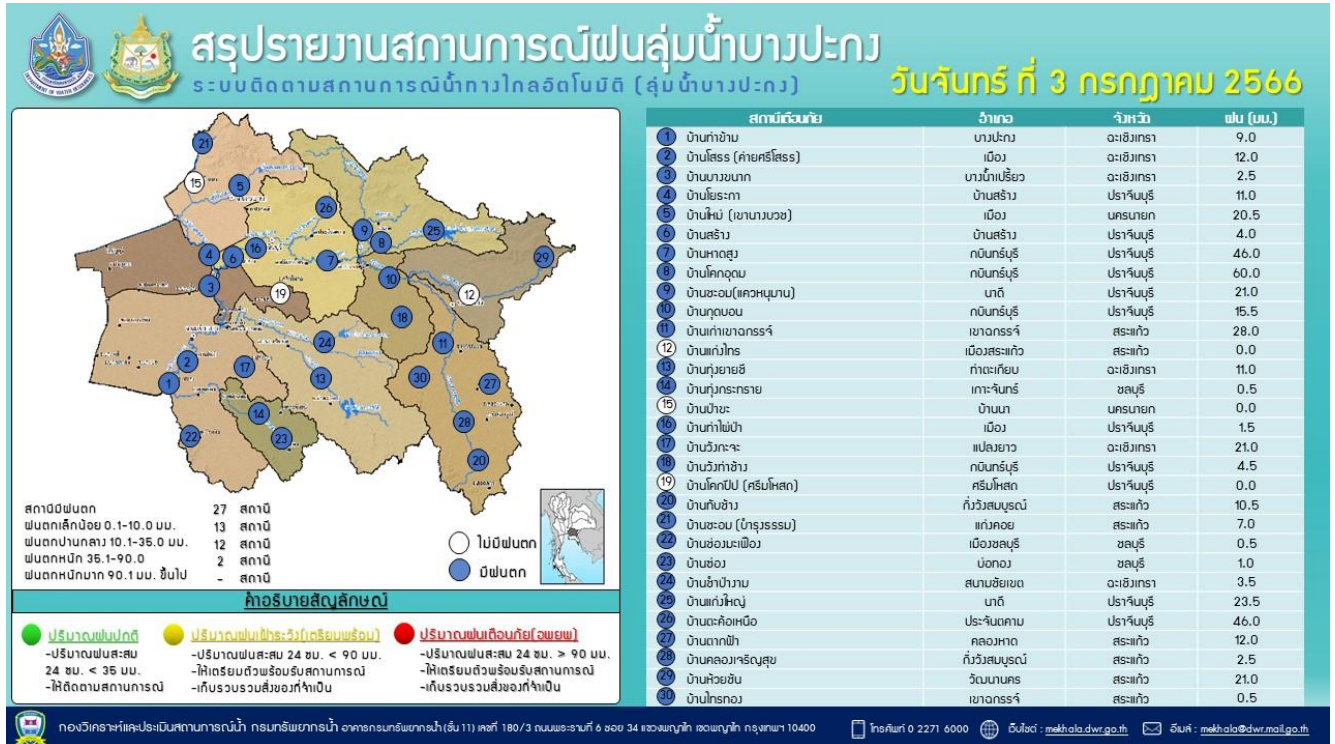 สรุปรายงานสถานการณ์ฝนลุ่มน้ำบางปะกง
ระบบติดตามสถานการณ์น้ำทางไกลอัตโนมัติ (ลุ่มน้ำบางปะกง)
วันจันทร์ ที่ 3 กรกฎาคม 2566
สถานีเตือนภัย อำเภอ จังหวัด ฝน (มม.)
1 บ้านท่าข้าม บางปะกง ฉะเชิงเทรา 9.0
2 บ้านโสธร (ค่ายศรีโสธร) เมือง ฉะเชิงเทรา 12.0
3 บ้านบางขนาก บางน้ำเปรี้ยว ฉะเชิงเทรา 2.5
4 บ้านโยธะกา บ้านสร้าง ปราจีนบุรี 11.0
5 บ้านใหม่ (เขานางบวช) เมือง นครนายก 20.5
6 บ้านสร้าง บ้านสร้าง ปราจีนบุรี 4.0
7 บ้านหาดสูง กบินทร์บุรี ปราจีนบุรี 46.0
8 บ้านโคกอุดม กบินทร์บุรี ปราจีนบุรี 60.0
9 บ้านชะอม(แควหนุมาน) นาดี ปราจีนบุรี 21.0
10 บ้านกุดบอน กบินทร์บุรี ปราจีนบุรี 15.5
11 บ้านเก่าเขาฉกรรจ์ เขาฉกรรจ์ สระแก้ว 28.0
12 บ้านแก่งไทร เมืองสระแก้ว สระแก้ว 0.0
13 บ้านทุ่งยายชี ท่าตะเกียบ ฉะเชิงเทรา 11.0
14 บ้านทุ่งกระทราย เกาะจันทร์ ชลบุรี 0.5
15 บ้านป่าขะ บ้านนา นครนายก 0.0
16 บ้านท่าไผ่ป่า เมือง ปราจีนบุรี 1.5
17 บ้านวังกะจะ แปลงยาว ฉะเชิงเทรา 21.0
18 บ้านวังท่าช้าง กบินทร์บุรี ปราจีนบุรี 4.5
19 บ้านโคกปีป (ศรีมโหสถ) ศรีมโหสถ ปราจีนบุรี 0.0
20 บ้านทับช้าง กิ่งวังสมบูรณ์ สระแก้ว 10.5
21 บ้านชะอม (บำรุงธรรม) แก่งคอย สระแก้ว 7.0
22 บ้านช่องมะเฟือง เมืองชลบุรี ชลบุรี 0.5
23 บ้านช่อง บ่อทอง ชลบุรี 1.0
24 บ้านชำป่างาม สนามชัยเขต ฉะเชิงเทรา 3.5
25 บ้านแก่งใหญ่ นาดี ปราจีนบุรี 23.5
26 บ้านตะคร้อเหนือ ประจันตคาม ปราจีนบุรี 46.0
27 บ้านตากฟ้า คลองหาด สระแก้ว 12.0
28 บ้านคลองเจริญสุข กิ่งวังสมบูรณ์ สระแก้ว 2.5
29 บ้านห้วยชัน วัฒนานคร สระแก้ว 21.0
30 บ้านไทรทอง เขาฉกรรจ์ สระแก้ว 0.5
สถานีมีฝนตก 27 สถานี
ฝนตกเล็กน้อย 0.1-10.0 มม. 13 สถานี
ฝนตกปานกลาง 10.1-35.0 มม. 12 สถานี
ฝนตกหนัก 35.1-90.0 2 สถานี
ฝนตกหนักมาก 90.1 มม. ขึ้นไป - สถานี
ไม่มีฝนตก
มีฝนตก
คำอธิบายสัญลักษณ์
ปริมาณฝนปกติ
-ปริมาณฝนสะสม
24 ชม. < 35 มม.
-ให้ติดตามสถานการณ์
ปริมาณฝนเฝ้าระวัง(เตรียมพร้อม)
-ปริมาณฝนสะสม 24 ชม. < 90 มม.
-ให้เตรียมตัวพร้อมรับสถานการณ์
-เก็บรวบรวมสิ่งของที่จำเป็น
ปริมาณฝนเตือนภัย(อพยพ)
-ปริมาณฝนสะสม 24 ชม. > 90 มม.
-ให้เตรียมตัวพร้อมรับสถานการณ์
-เก็บรวบรวมสิ่งของที่จำเป็น
กองวิเคราะห์และประเมินสถานการณ์น้ำ กรมทรัพยากรน้ำ อาคารกรมทรัพยากรน้ำ (ชั้น 11) เลขที่ 180/3 ถนนพระรามที่ 6 ซอย 34 แขวงพญาไท เขตพญาไท กรุงเทพฯ 10400 โทรศัพท์ 0 2271 6000 เว็บไซต์ : mekhala.dwr.go.th อีเมล์ : mekhala@dwr.mail.go.th